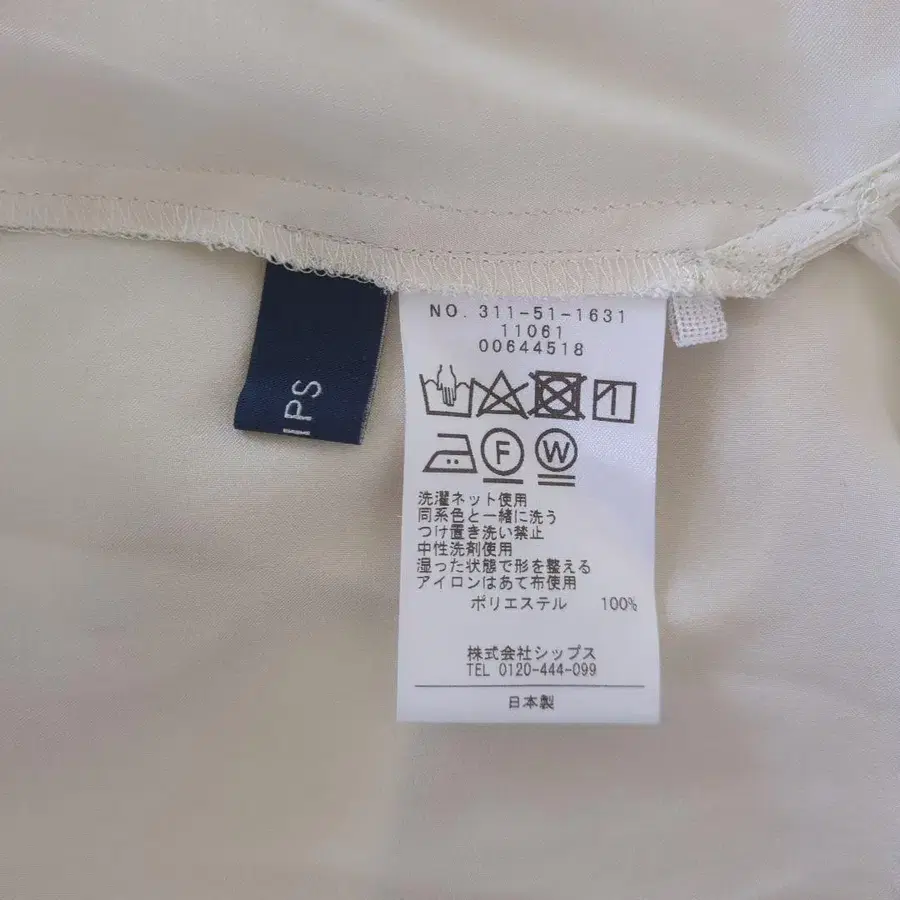 IPS
NO. 311-51-1631
11061
00644518
F W
洗濯ネット使用
同系色と一緒に洗う
つけ置き洗い禁止
中性洗剤使用
湿った状態で形を整える
アイロンはあて布使用
ポリエステル 100%
株式会社シップス
TEL 0120-444-099
日本製